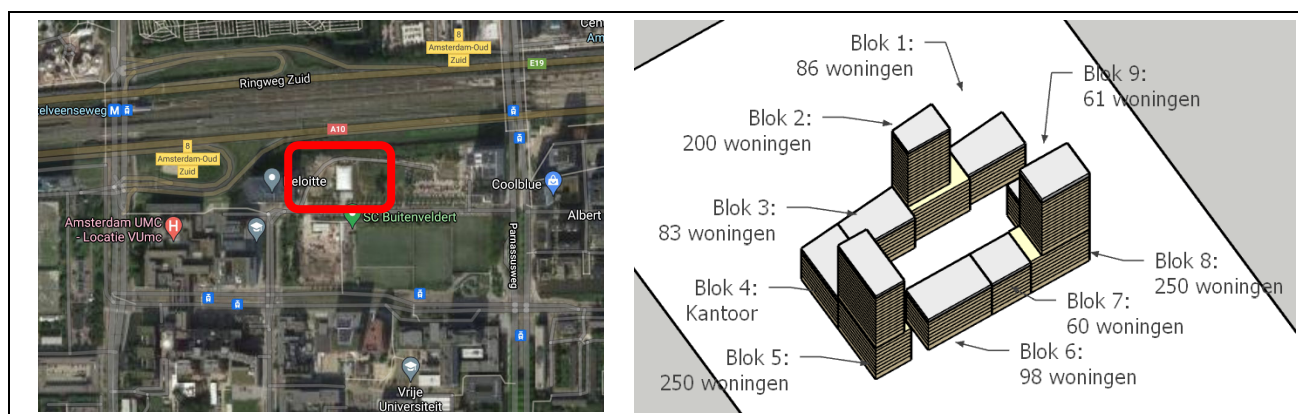 8
Amsterdam-Oud
Zuid
E19
Ringweg Zuid
elveenseweg M
A10
8
Amsterdam-Oud
Zuid
Deloitte
Coolblue
SC Buitenveldert
Albert
Amsterdam UMC
- Locatie VUmc
H
Parnassusweg
Vrije
Universiteit
Blok 1:
86 woningen
Blok 9:
61 woningen
Blok 2:
200 woningen
Blok 3:
83 woningen
Blok 4:
Kantoor
Blok 8:
250 woningen
Blok 7:
60 woningen
Blok 5:
250 woningen
Blok 6:
98 woningen